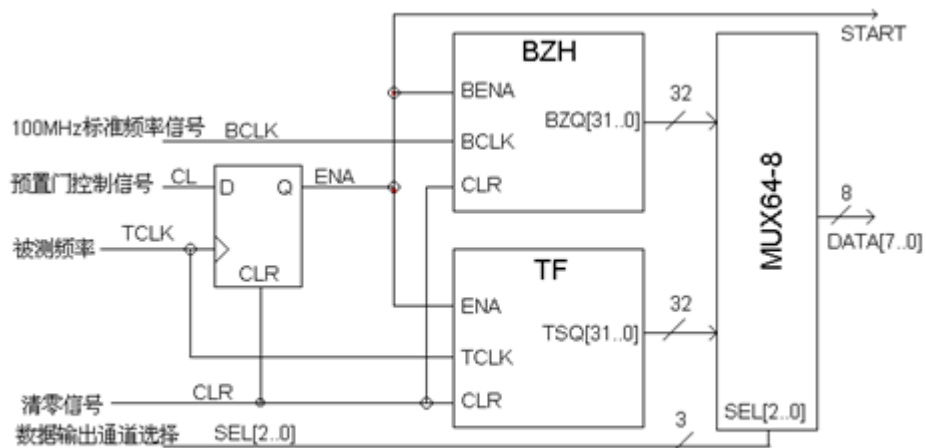 START
BZH
BENA
BZQ[31..0]
32
100MHz标准频率信号
BCLK
BCLK
预置门控制信号
CL
D
Q
ENA
CLR
8
MUX64-8
DATA[7..0]
被测频率
TCLK
CLR
TF
ENA
TSQ[31..0]
32
TCLK
清零信号
CLR
CLR
SEL[2..0]
数据输出通道选择
SEL[2..0]
3